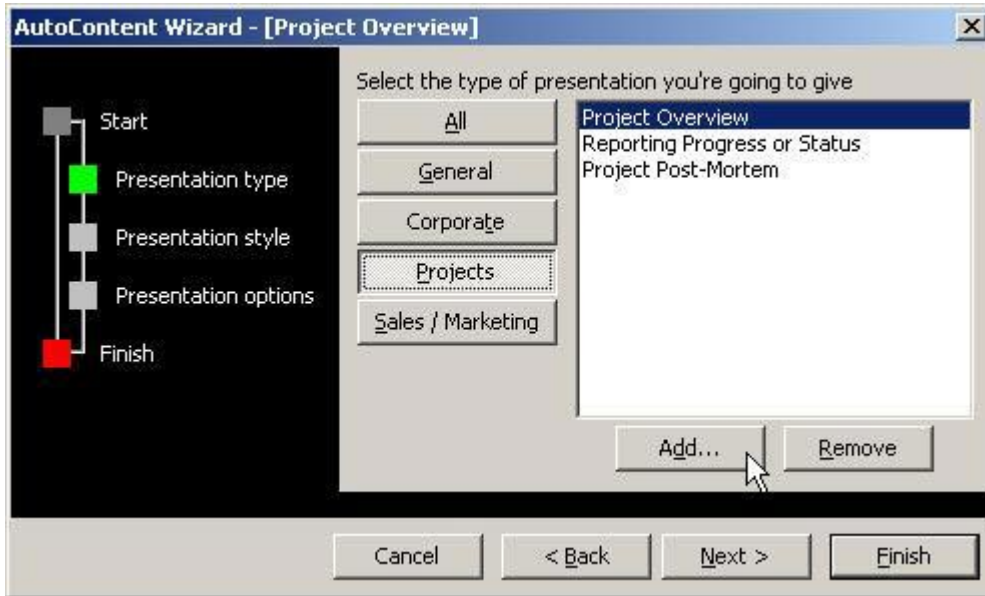 AutoContent Wizard - [Project Overview]
Select the type of presentation you're going to give
Start
Presentation type
Presentation style
Presentation options
Finish
All
General
Corporate
Projects
Sales / Marketing
Project Overview
Reporting Progress or Status
Project Post-Mortem
Add...
Remove
Cancel
< Back
Next >
Finish